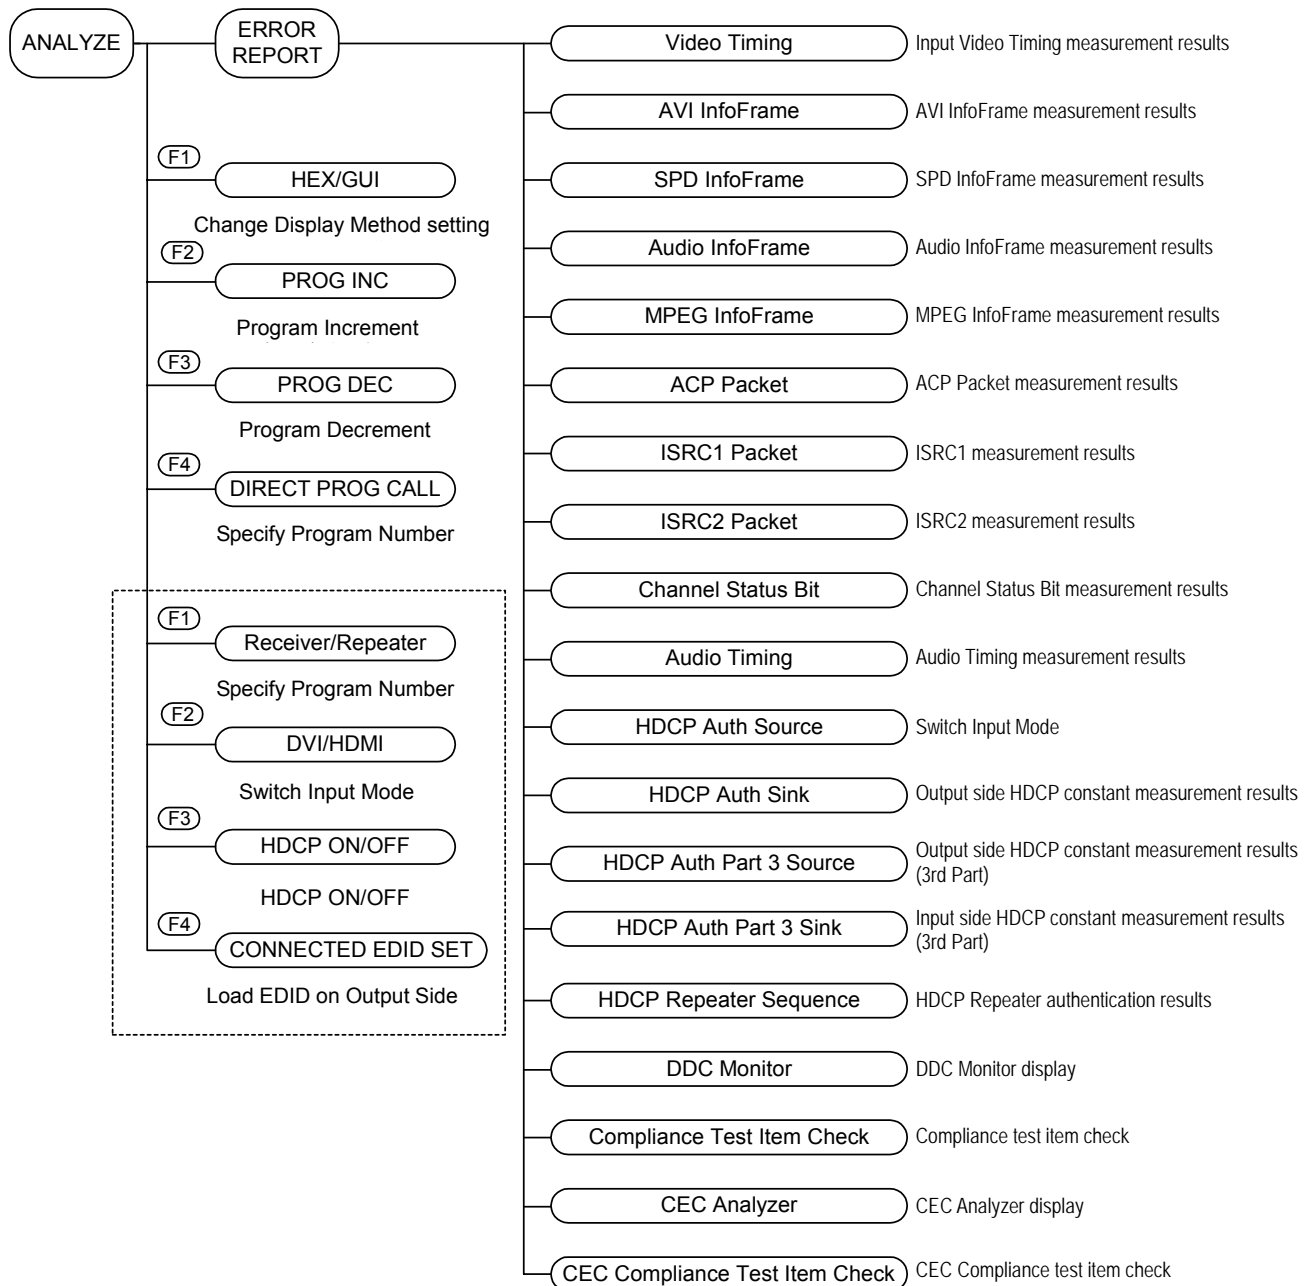 ANALYZE
ERROR
REPORT
F1
HEX/GUI
Change Display Method setting
F2
PROG INC
Program Increment
F3
PROG DEC
Program Decrement
F4
DIRECT PROG CALL
Specify Program Number
F1
Receiver/Repeater
Specify Program Number
F2
DVI/HDMI
Switch Input Mode
F3
HDCP ON/OFF
HDCP ON/OFF
F4
CONNECTED EDID SET
Load EDID on Output Side
Video Timing
Input Video Timing measurement results
AVI InfoFrame
AVI InfoFrame measurement results
SPD InfoFrame
SPD InfoFrame measurement results
Audio InfoFrame
Audio InfoFrame measurement results
MPEG InfoFrame
MPEG InfoFrame measurement results
ACP Packet
ACP Packet measurement results
ISRC1 Packet
ISRC1 measurement results
ISRC2 Packet
ISRC2 measurement results
Channel Status Bit
Channel Status Bit measurement results
Audio Timing
Audio Timing measurement results
HDCP Auth Source
Switch Input Mode
HDCP Auth Sink
Output side HDCP constant measurement results
HDCP Auth Part 3 Source
Output side HDCP constant measurement results
(3rd Part)
HDCP Auth Part 3 Sink
Input side HDCP constant measurement results
(3rd Part)
HDCP Repeater Sequence
HDCP Repeater authentication results
DDC Monitor
DDC Monitor display
Compliance Test Item Check
Compliance test item check
CEC Analyzer
CEC Analyzer display
CEC Compliance Test Item Check
CEC Compliance test item check